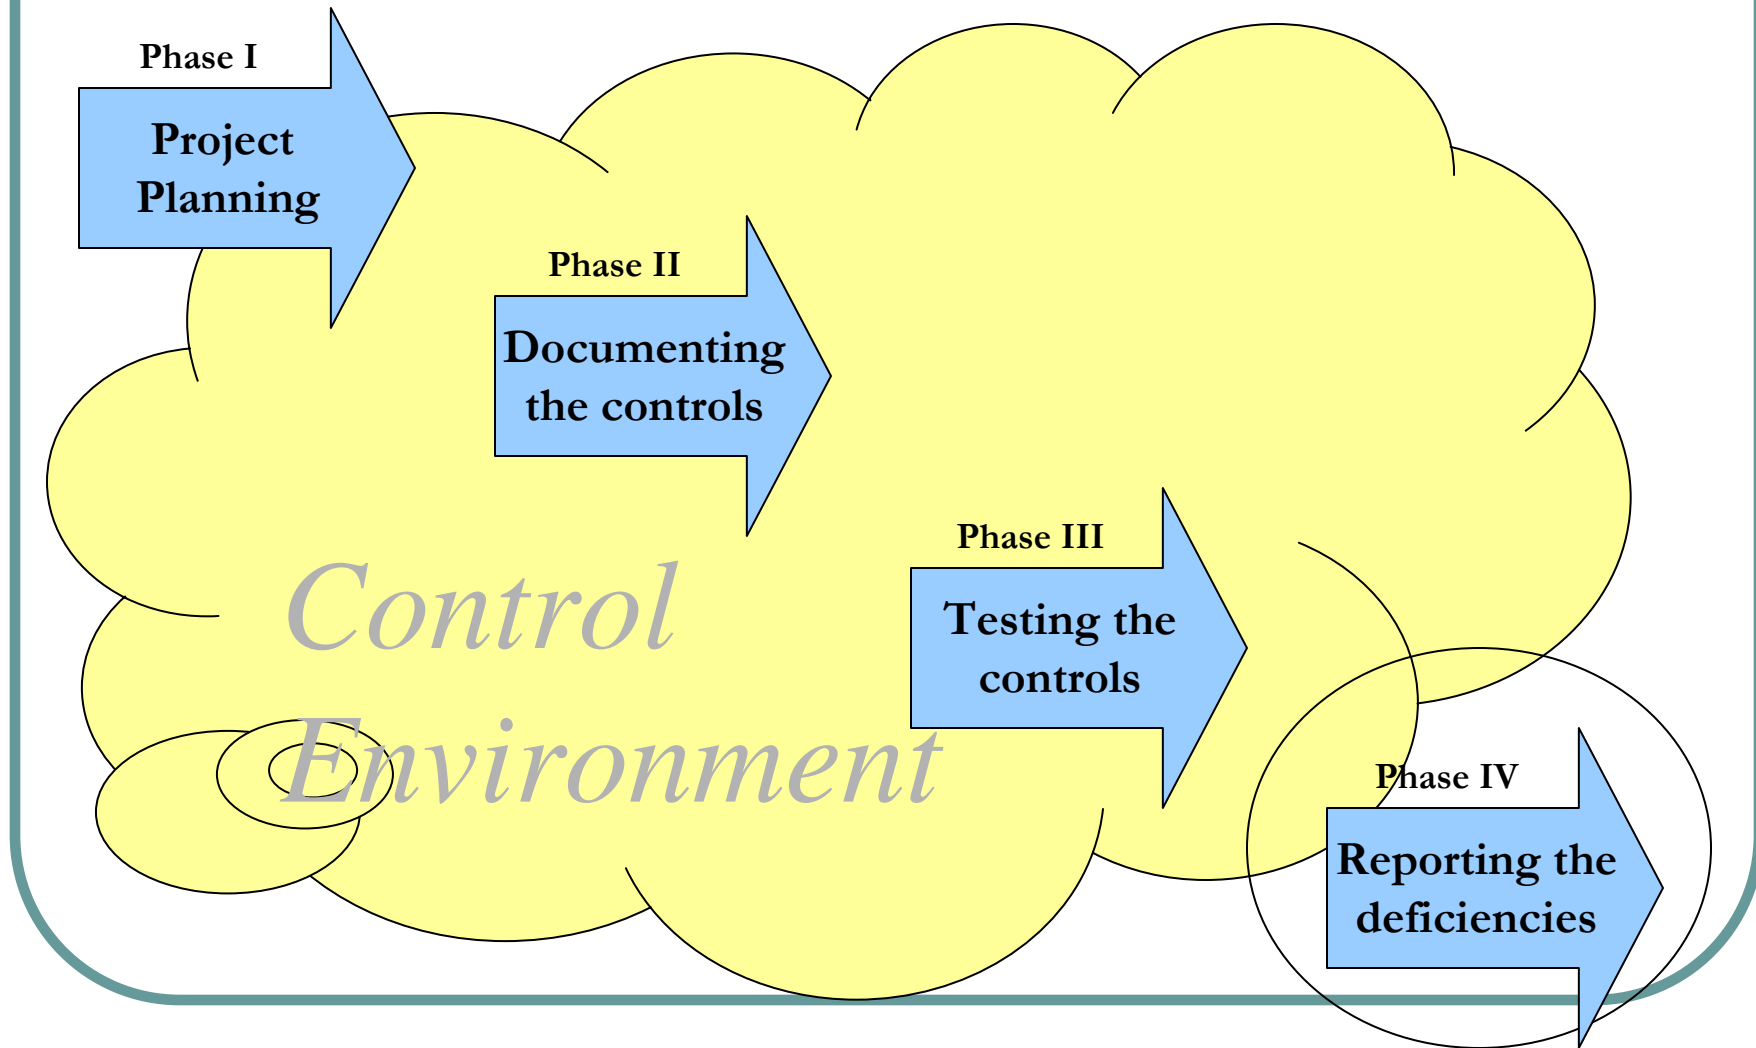 Phase I
Project
Planning
Phase II
Documenting
the controls
Phase III
Testing the
controls
Control
Environment
Phase IV
Reporting the
deficiencies